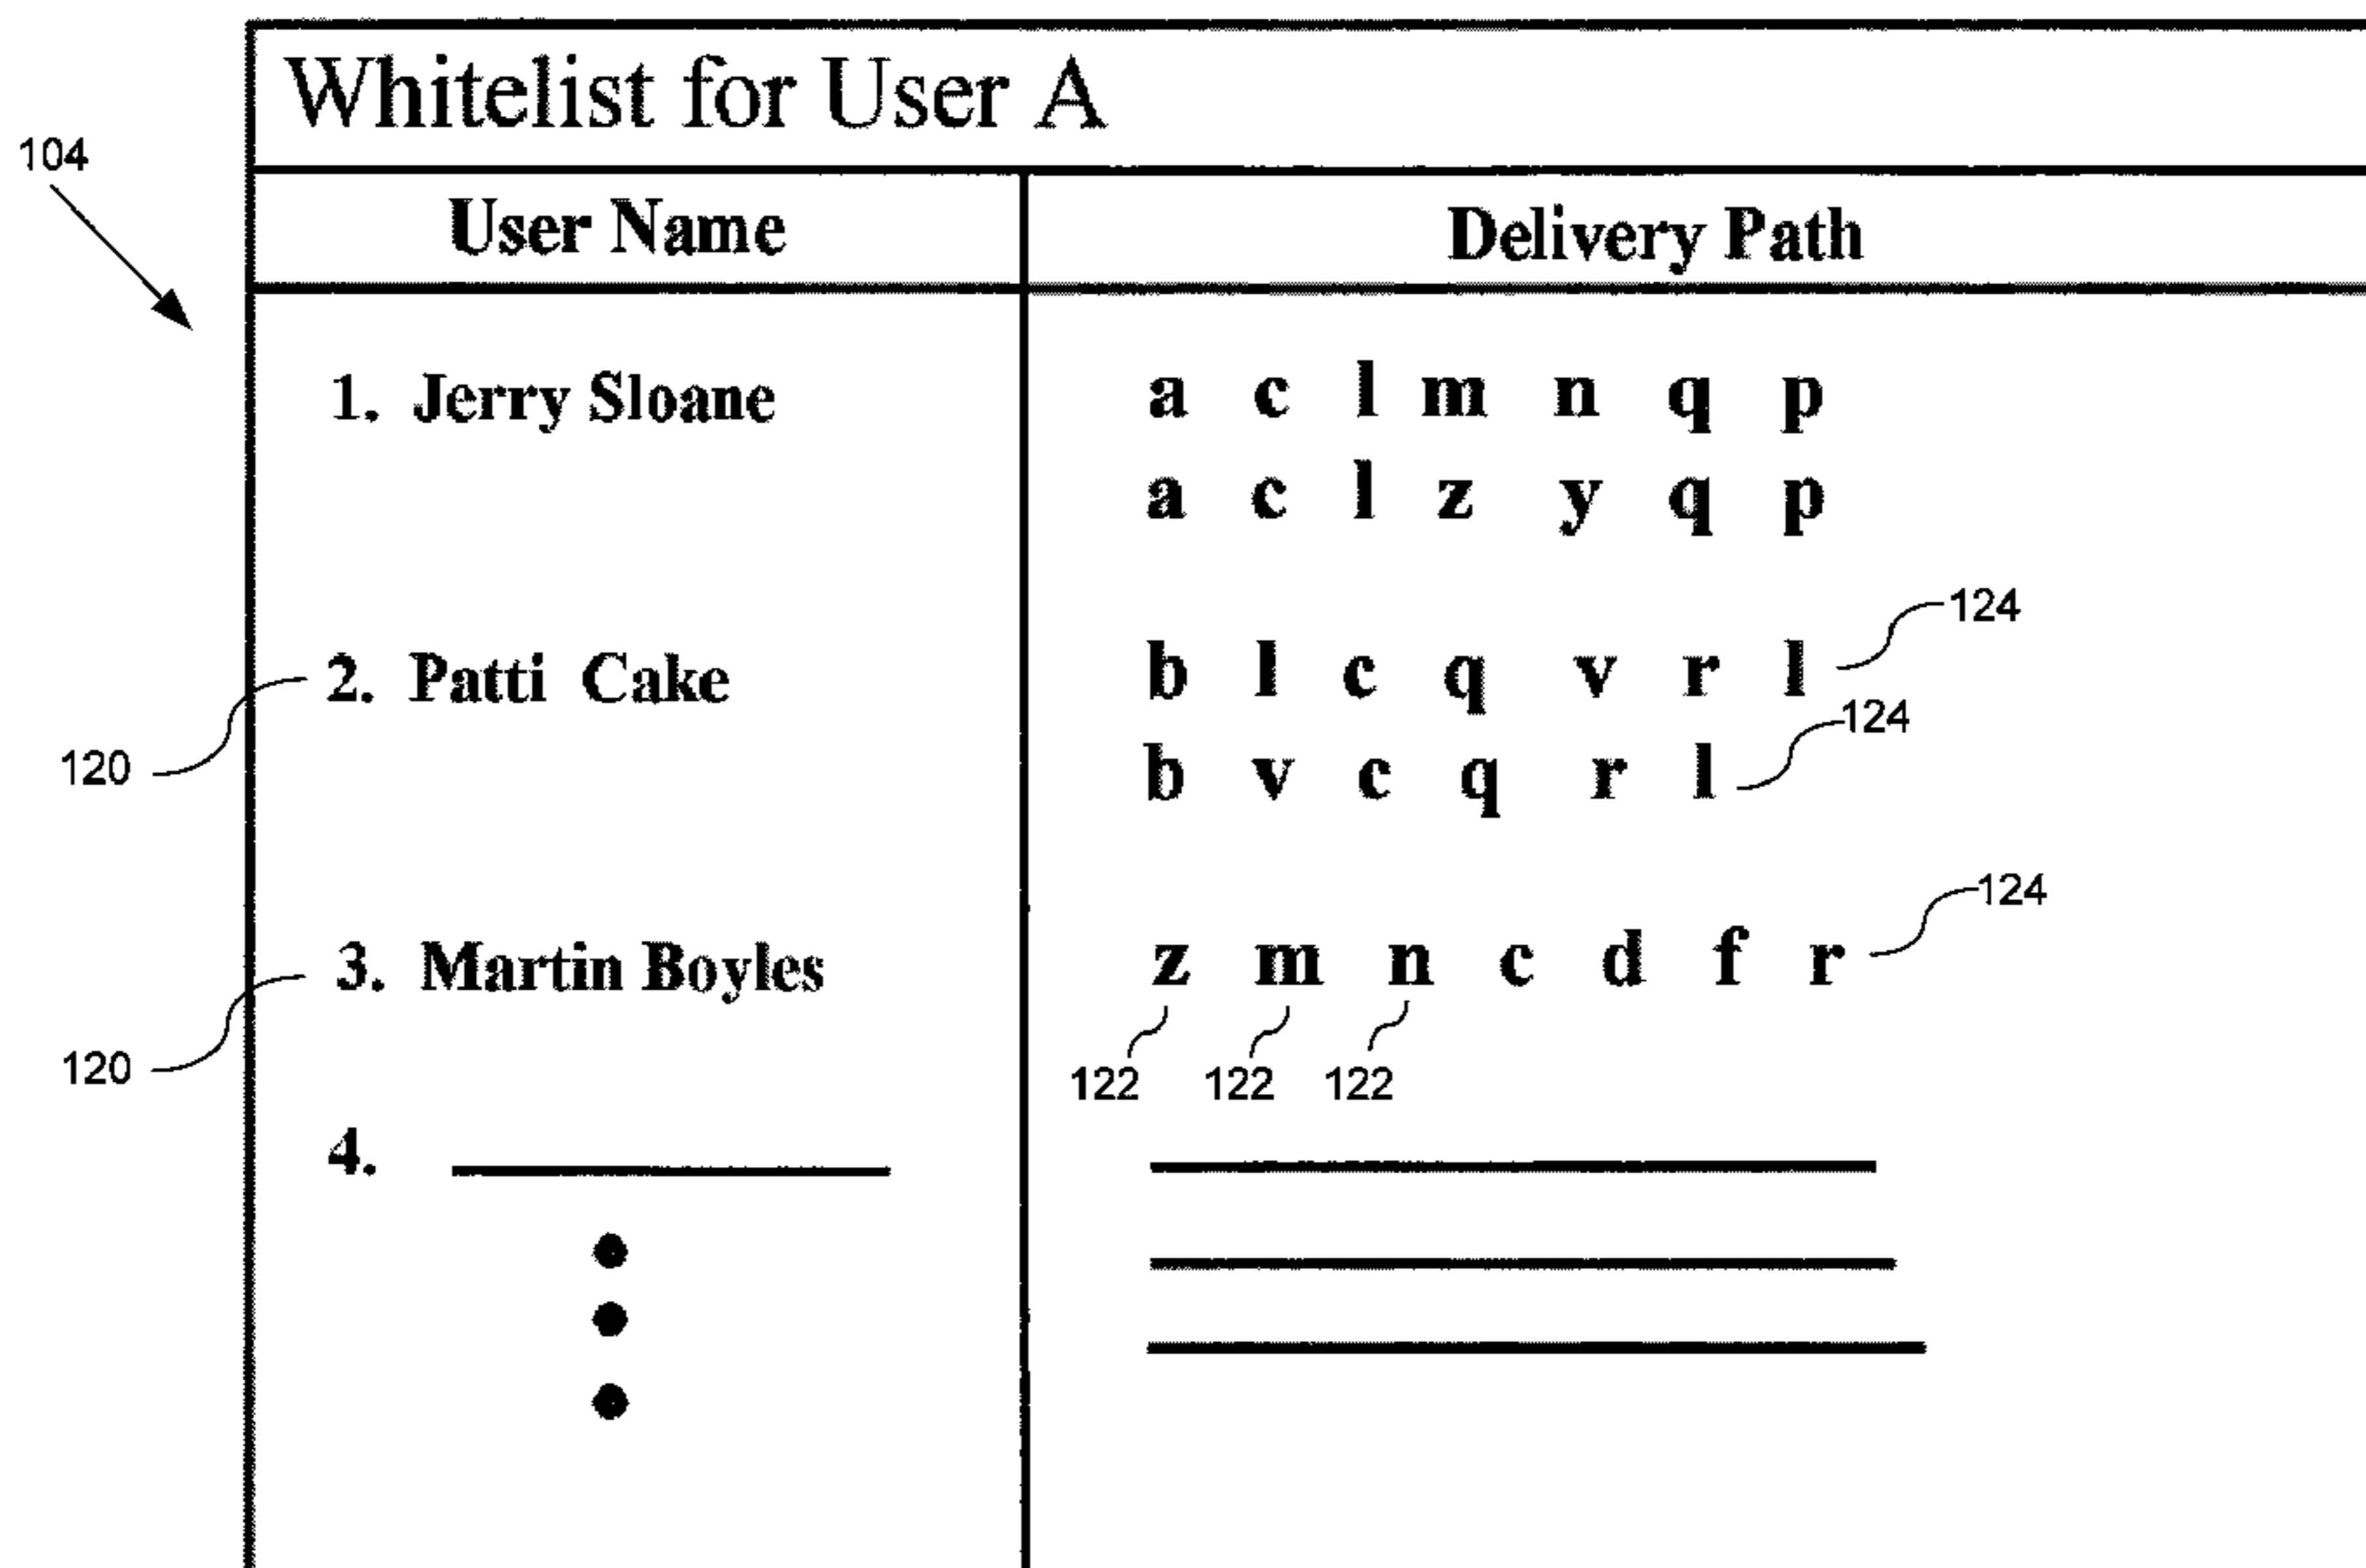 Whitelist for User A
104
User Name Delivery Path
1. Jerry Sloane a c l m n q p
a c l z y q p
124
2. Patti Cake b l c q v r l
124
120
b v c q r l
124
3. Martin Boyles z m n c d f r
120
122 122 122
4.